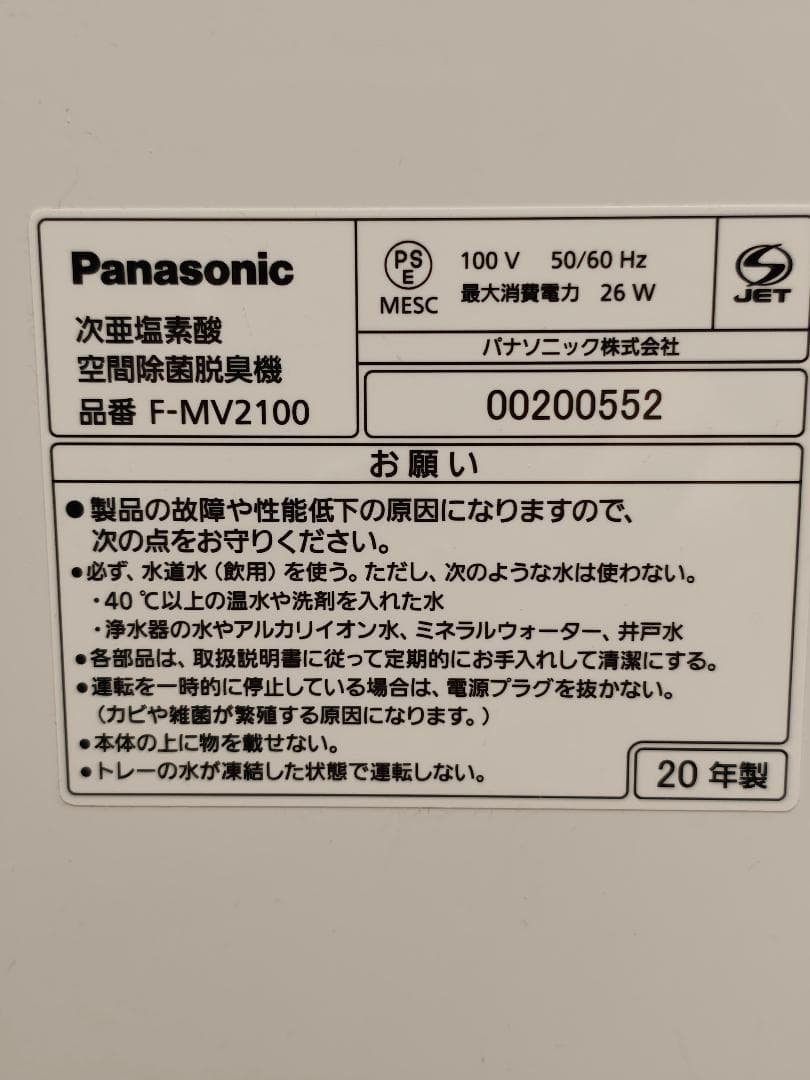 Panasonic
次亜塩素酸
空間除菌脱臭機
品番 F-MV2100
PS
E
MESC
100 V 50/60 Hz
最大消費電力 26 W
JET
パナソニック株式会社
00200552
お願い
●製品の故障や性能低下の原因になりますので、
次の点をお守りください。
●必ず、水道水(飲用)を使う。ただし、次のような水は使わない。
・40 ℃以上の温水や洗剤を入れた水
・浄水器の水やアルカリイオン水、ミネラルウォーター、井戸水
●各部品は、取扱説明書に従って定期的にお手入れして清潔にする。
●運転を一時的に停止している場合は、電源プラグを抜かない。
(カビや雑菌が繁殖する原因になります。)
●本体の上に物を載せない。
●トレーの水が凍結した状態で運転しない。
20 年製